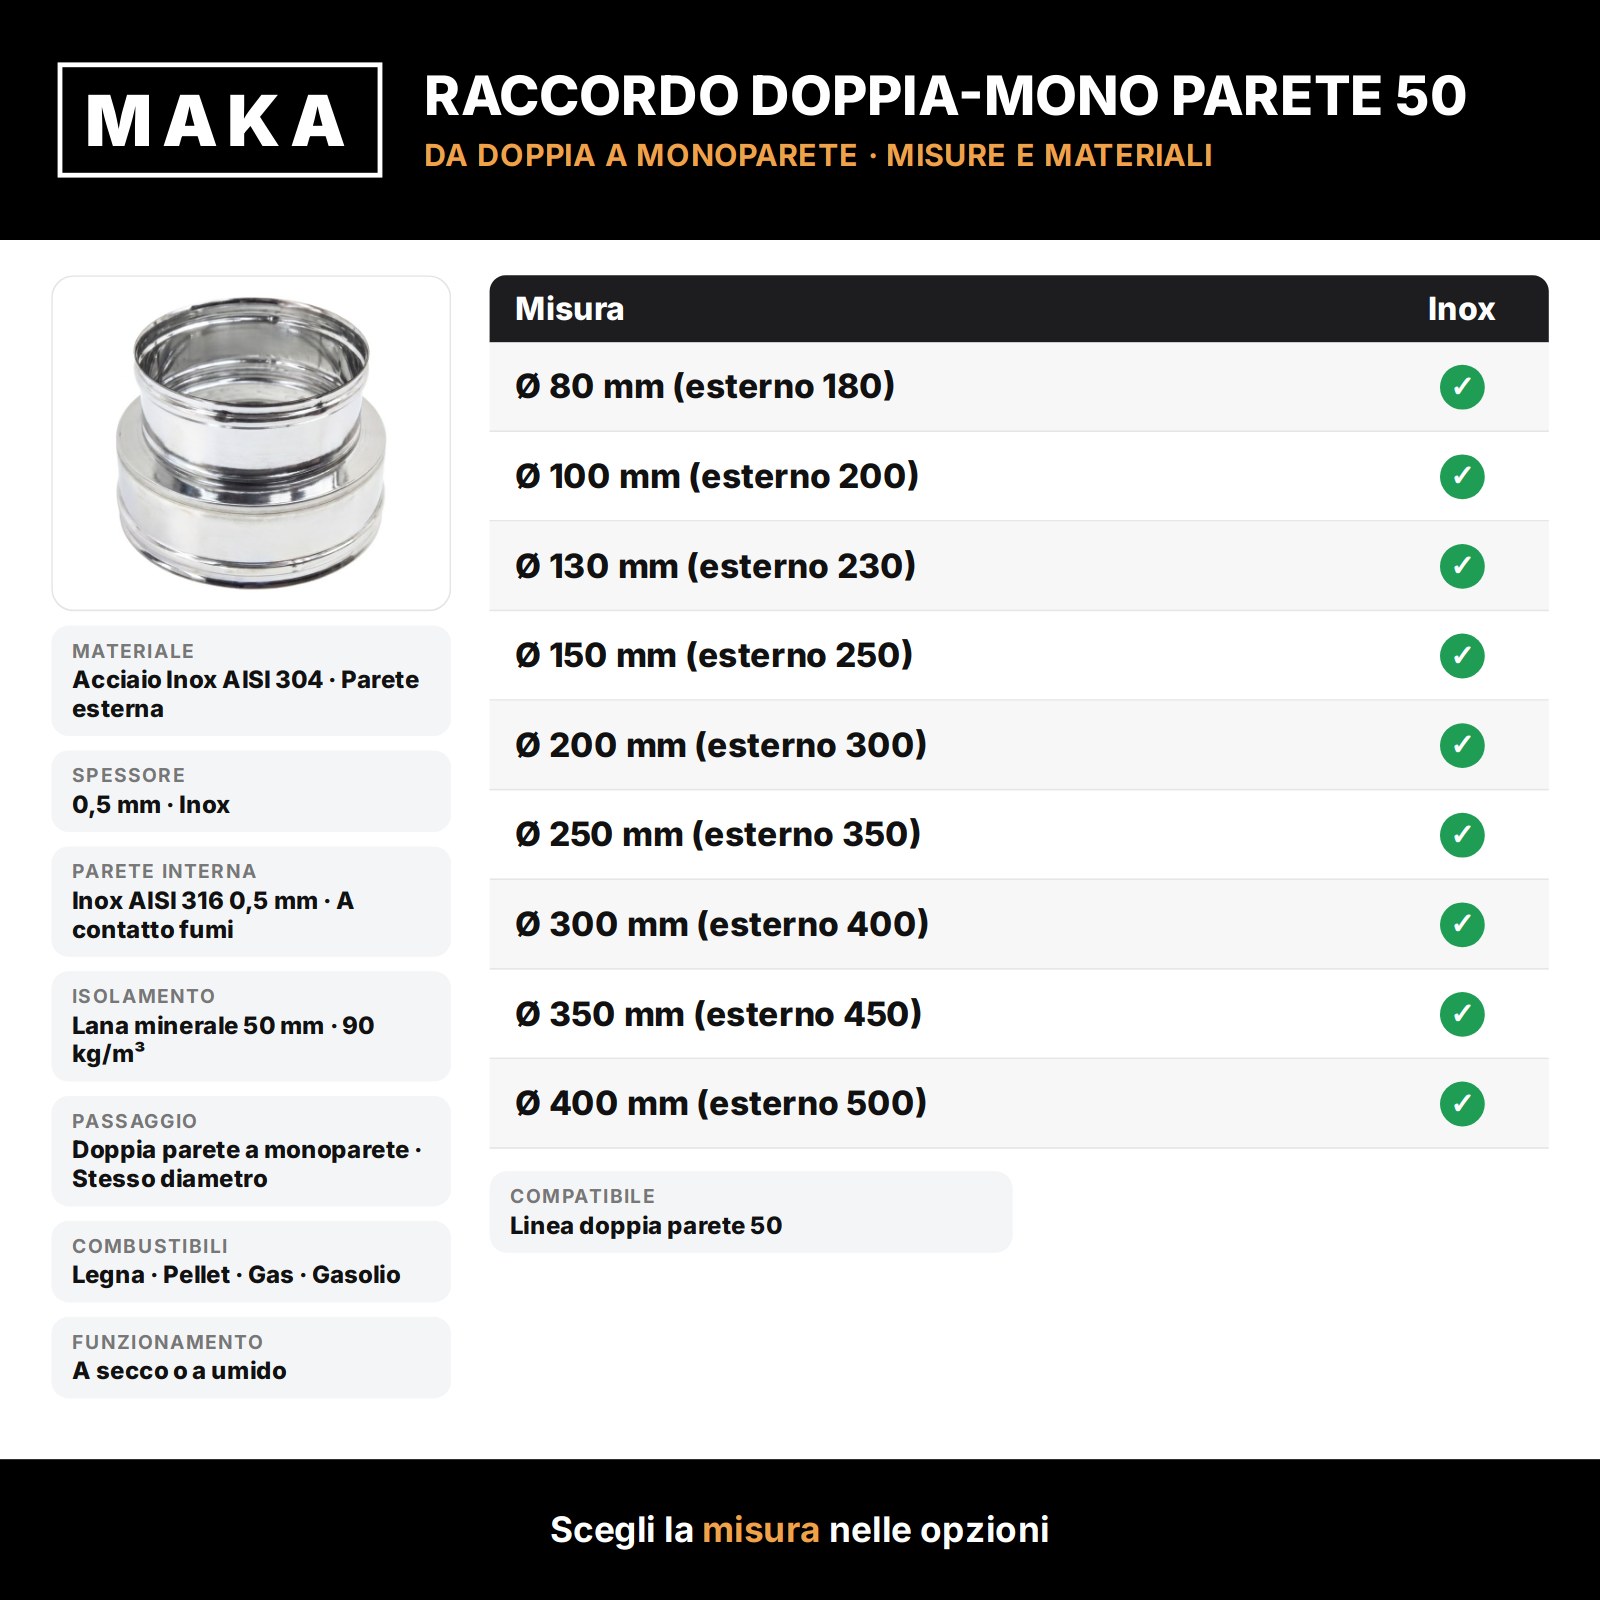 MAKA
RACCORDO DOPPIA-MONO PARETE 50
DA DOPPIA A MONOPARETE · MISURE E MATERIALI
MATERIALE
Acciaio Inox AISI 304 · Parete
esterna
SPESSORE
0,5 mm · Inox
PARETE INTERNA
Inox AISI 316 0,5 mm · A
contatto fumi
ISOLAMENTO
Lana minerale 50 mm · 90
kg/m³
PASSAGGIO
Doppia parete a monoparete ·
Stesso diametro
COMBUSTIBILI
Legna · Pellet · Gas · Gasolio
FUNZIONAMENTO
A secco o a umido
Misura Inox
Ø 80 mm (esterno 180) ✓
Ø 100 mm (esterno 200) ✓
Ø 130 mm (esterno 230) ✓
Ø 150 mm (esterno 250) ✓
Ø 200 mm (esterno 300) ✓
Ø 250 mm (esterno 350) ✓
Ø 300 mm (esterno 400) ✓
Ø 350 mm (esterno 450) ✓
Ø 400 mm (esterno 500) ✓
COMPATIBILE
Linea doppia parete 50
Scegli la misura nelle opzioni